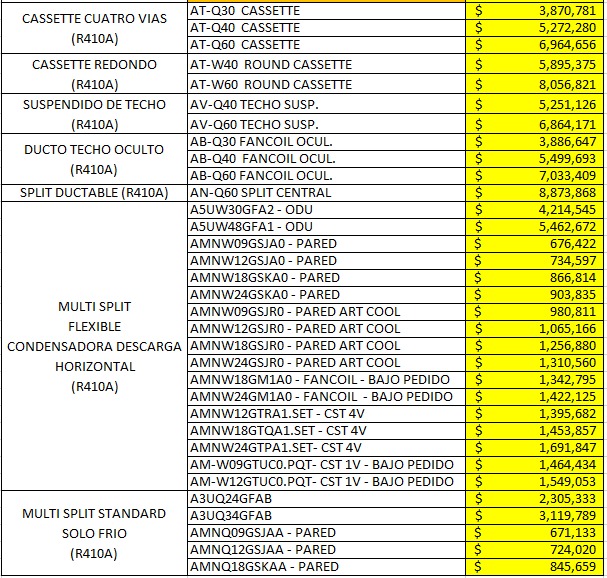 CASSETTE CUATRO VIAS
(R410A)
AT-Q30 CASSETTE $ 3,870,781
AT-Q40 CASSETTE $ 5,272,280
AT-Q60 CASSETTE $ 6,964,656
CASSETTE REDONDO
(R410A)
AT-W40 ROUND CASSETTE $ 5,895,375
AT-W60 ROUND CASSETTE $ 8,056,821
SUSPENDIDO DE TECHO
(R410A)
AV-Q40 TECHO SUSP. $ 5,251,126
AV-Q60 TECHO SUSP. $ 6,864,171
DUCTO TECHO OCULTO
(R410A)
AB-Q30 FANCOIL OCUL. $ 3,886,647
AB-Q40 FANCOIL OCUL. $ 5,499,693
AB-Q60 FANCOIL OCUL. $ 7,033,409
SPLIT DUCTABLE (R410A) AN-Q60 SPLIT CENTRAL $ 8,873,868
MULTI SPLIT
FLEXIBLE
CONDENSADORA DESCARGA
HORIZONTAL
(R410A)
A5UW30GFA2 - ODU $ 4,214,545
A5UW48GFA1 - ODU $ 5,462,672
AMNW09GSJA0 - PARED $ 676,422
AMNW12GSJA0 - PARED $ 734,597
AMNW18GSKA0 - PARED $ 866,814
AMNW24GSKA0 - PARED $ 903,835
AMNW09GSJR0 - PARED ART COOL $ 980,811
AMNW12GSJR0 - PARED ART COOL $ 1,065,166
AMNW18GSJR0 - PARED ART COOL $ 1,256,880
AMNW24GSJR0 - PARED ART COOL $ 1,310,560
AMNW18GM1A0 - FANCOIL - BAJO PEDIDO $ 1,342,795
AMNW24GM1A0 - FANCOIL - BAJO PEDIDO $ 1,422,125
AMNW12GTRA1.SET - CST 4V $ 1,395,682
AMNW18GTQA1.SET - CST 4V $ 1,453,857
AMNW24GTPA1.SET- CST 4V $ 1,691,847
AM-W09GTUC0.PQT- CST 1V - BAJO PEDIDO $ 1,464,434
AM-W12GTUC0.PQT- CST 1V - BAJO PEDIDO $ 1,549,053
MULTI SPLIT STANDARD
SOLO FRIO
(R410A)
A3UQ24GFAB $ 2,305,333
A3UQ34GFAB $ 3,119,789
AMNQ09GSJAA - PARED $ 671,133
AMNQ12GSJAA - PARED $ 724,020
AMNQ18GSKAA - PARED $ 845,659